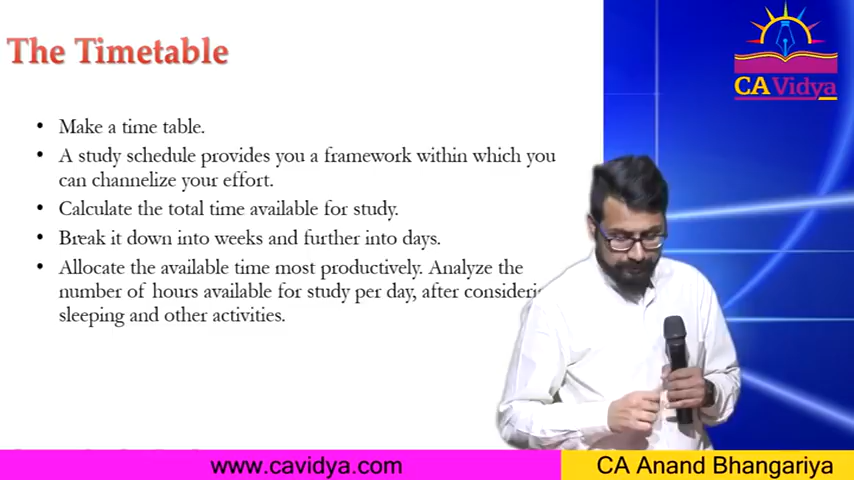 The Timetable
CA Vidya
• Make a time table.
• A study schedule provides you a framework within which you
can channelize your effort.
• Calculate the total time available for study.
• Break it down into weeks and further into days.
• Allocate the available time most productively. Analyze the
number of hours available for study per day, after
sleeping and other activities.
www.cavidya.com
CA Anand Bhangariya